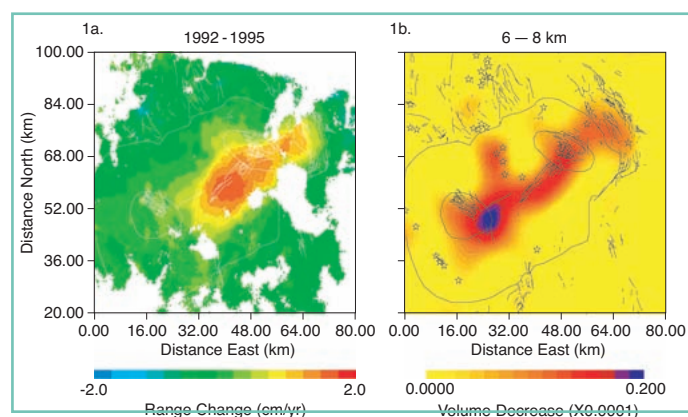 1a.
1992 - 1995
1b.
6 — 8 km
100.00
84.00
68.00
52.00
36.00
20.00
Distance North (km)
0.00 16.00 32.00 48.00 64.00 80.00
0.00 16.00 32.00 48.00 64.00 80.00
Distance East (km)
Distance East (km)
-2.0 2.0
0.0000 0.200
Range Change (cm/yr)
Volume Decrease (X0.0001)